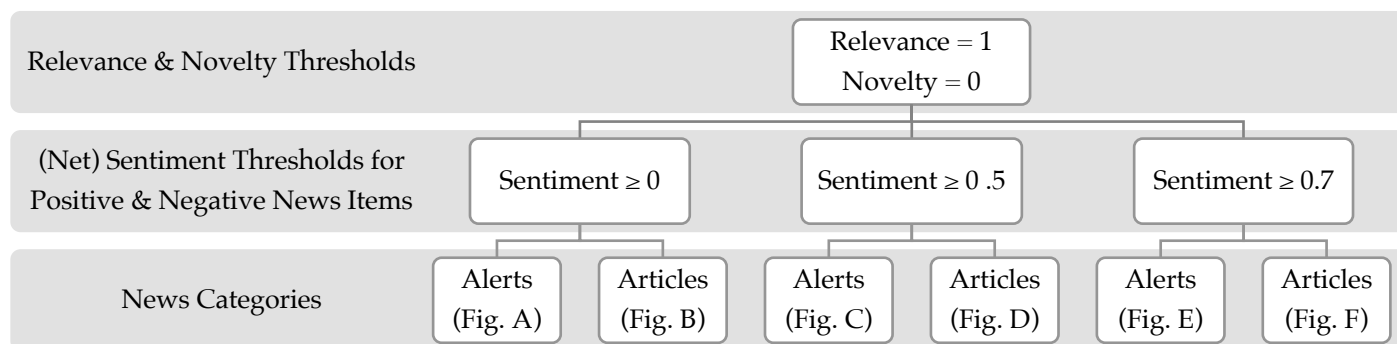 Relevance & Novelty Thresholds
Relevance = 1
Novelty = 0
(Net) Sentiment Thresholds for
Positive & Negative News Items
Sentiment ≥ 0
Sentiment ≥ 0 .5
Sentiment ≥ 0.7
News Categories
Alerts
(Fig. A)
Articles
(Fig. B)
Alerts
(Fig. C)
Articles
(Fig. D)
Alerts
(Fig. E)
Articles
(Fig. F)